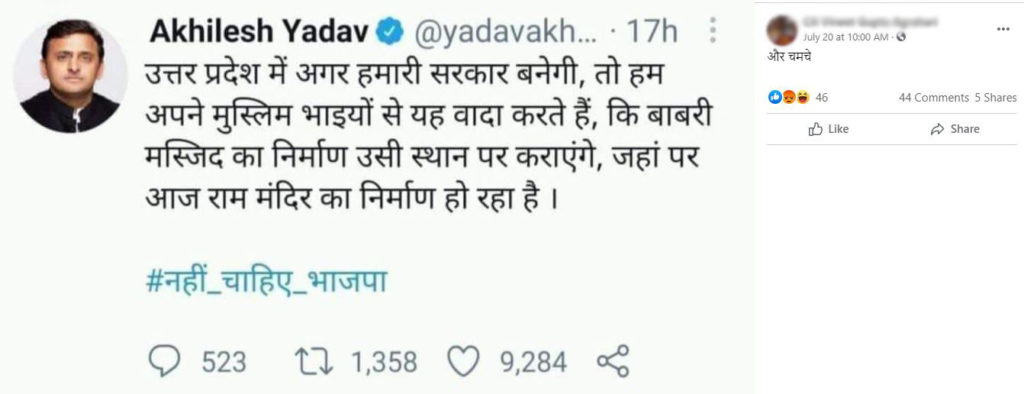 Akhilesh Yadav @yadavakh... · 17h
उत्तर प्रदेश में अगर हमारी सरकार बनेगी, तो हम
अपने मुस्लिम भाइयों से यह वादा करते हैं, कि बाबरी
मस्जिद का निर्माण उसी स्थान पर कराएंगे, जहां पर
आज राम मंदिर का निर्माण हो रहा है ।
#नहीं_चाहिए_भाजपा
523 1,358 9,284
July 20 at 10:00 AM ·
और चमचे
46 44 Comments 5 Shares
Like Share